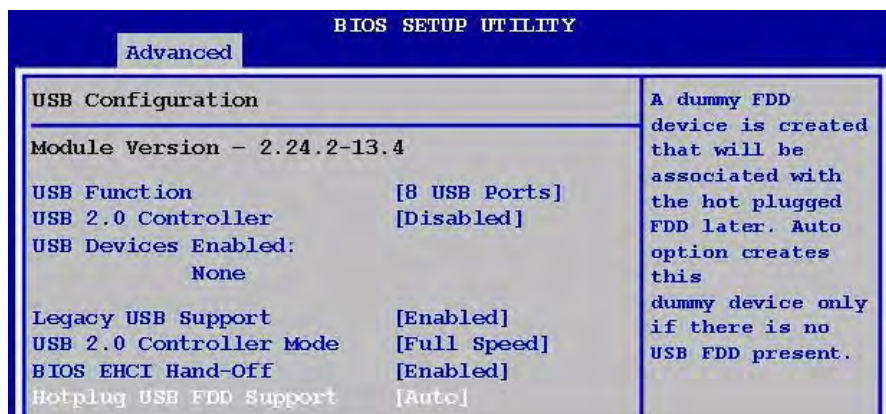 BIOS SETUP UTILITY
Advanced
USB Configuration
Module Version - 2.24.2-13.4
USB Function [8 USB Ports]
USB 2.0 Controller [Disabled]
USB Devices Enabled:
None
Legacy USB Support [Enabled]
USB 2.0 Controller Mode [Full Speed]
BIOS EHCI Hand-Off [Enabled]
Hotplug USB FDD Support [Auto]
A dummy FDD
device is created
that will be
associated with
the hot plugged
FDD later. Auto
option creates
this
dummy device only
if there is no
USB FDD present.